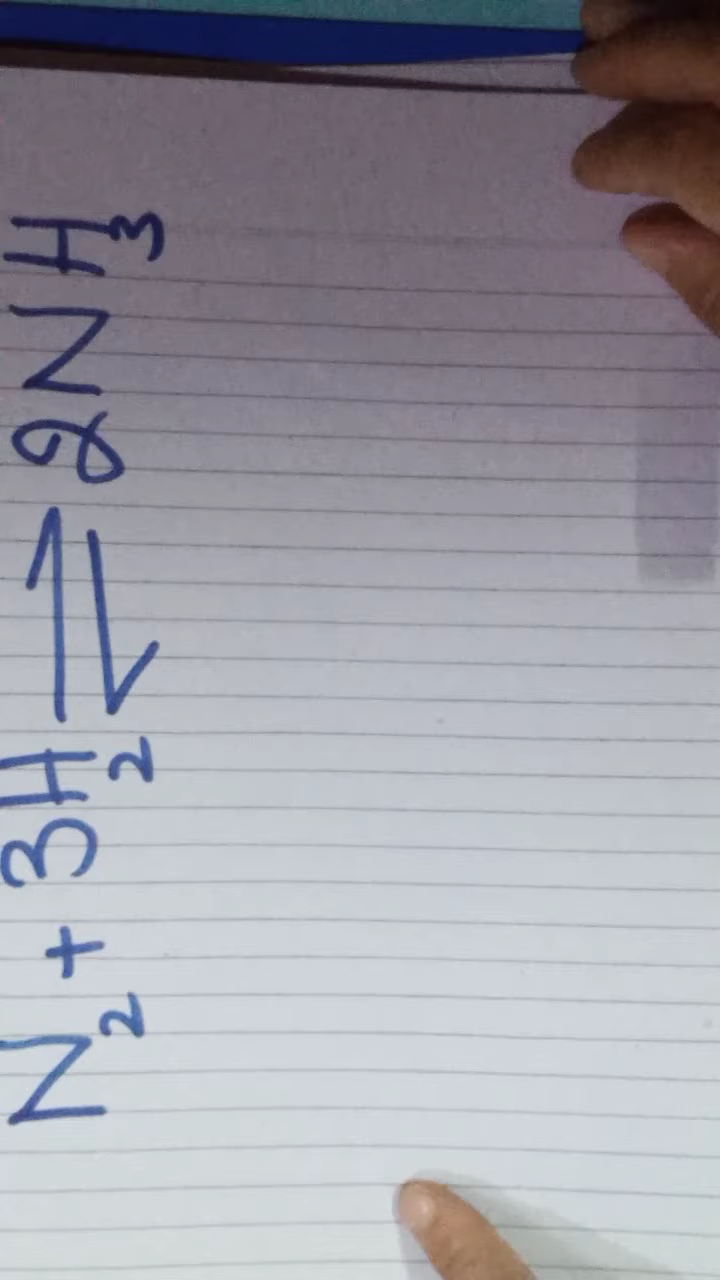 N₂ + 3H₂ ⇌ 2NH₃